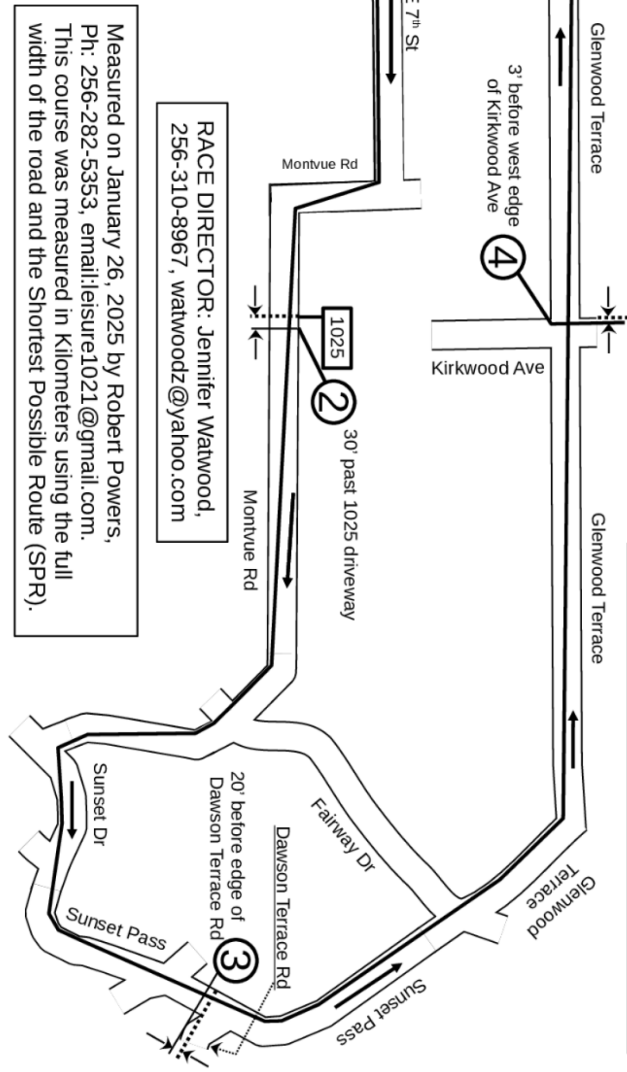 E 7th St
Montvue Rd
1025
2
30' past 1025 driveway
Montvue Rd
3' before west edge
of Kirkwood Ave
4
Kirkwood Ave
Glenwood Terrace
Glenwood Terrace
Glenwood
Terrace
Fairway Dr
Sunset Dr
Sunset Pass
20' before edge of
Dawson Terrace Rd
3
Dawson Terrace Rd
Sunset Pass
RACE DIRECTOR: Jennifer Watwood,
256-310-8967, watwoodz@yahoo.com
Measured on January 26, 2025 by Robert Powers,
Ph: 256-282-5353, email:leisure1021@gmail.com.
This course was measured in Kilometers using the full
width of the road and the Shortest Possible Route (SPR).